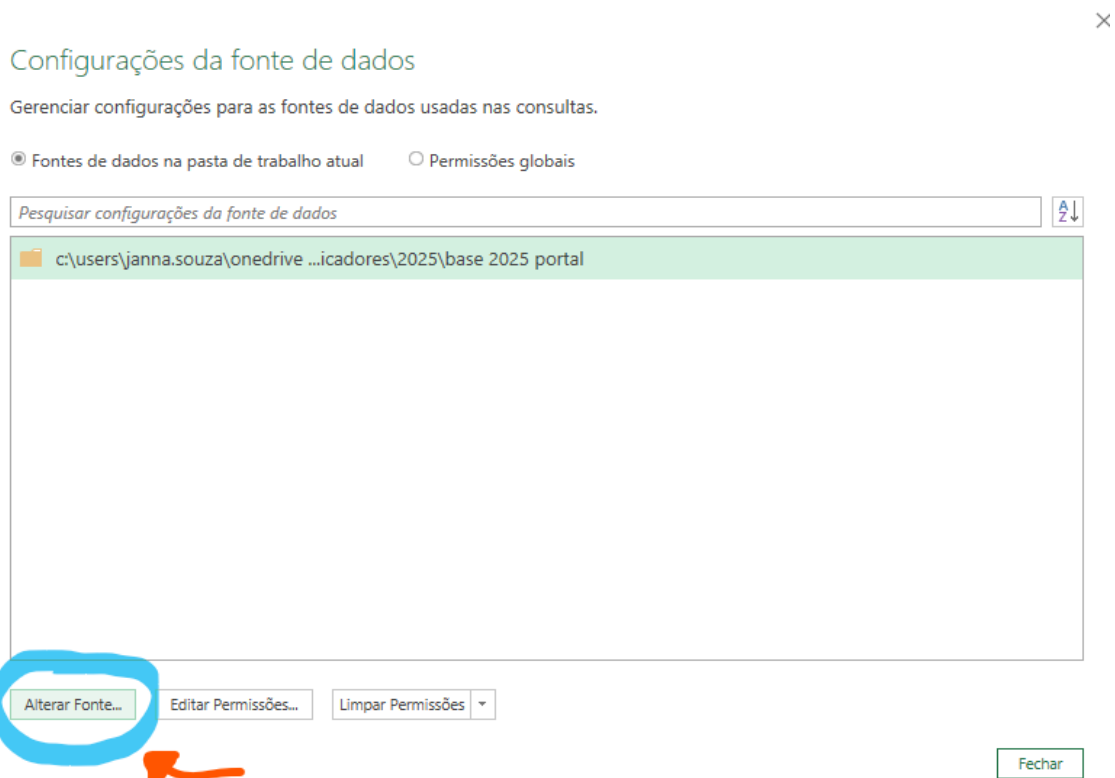 Configurações da fonte de dados
Gerenciar configurações para as fontes de dados usadas nas consultas.
Fontes de dados na pasta de trabalho atual Permissões globais
Pesquisar configurações da fonte de dados
A
Z
c:\users\janna.souza\onedrive ...icadores\2025\base 2025 portal
Alterar Fonte... Editar Permissões... Limpar Permissões
Fechar